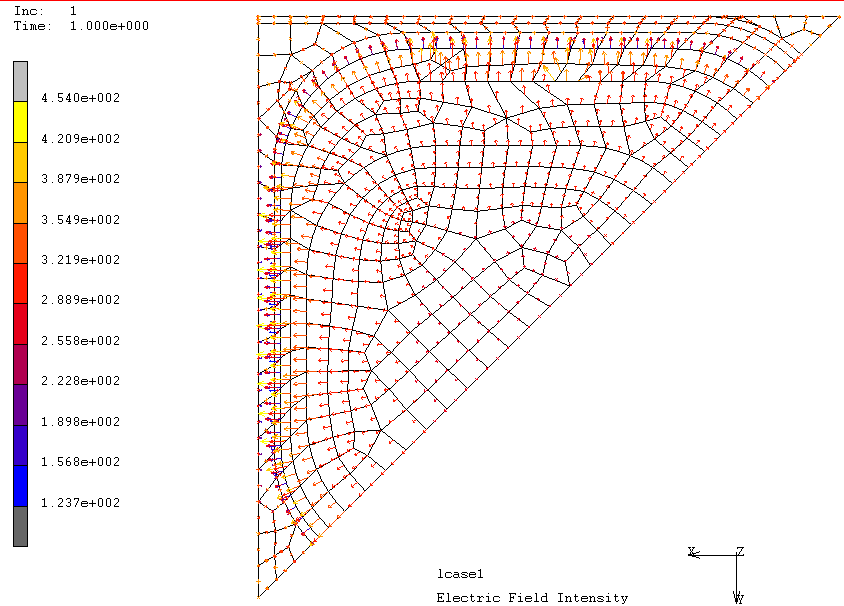 Inc: 1
Time: 1.000e+000
4.540e+002
4.209e+002
3.879e+002
3.549e+002
3.219e+002
2.889e+002
2.558e+002
2.228e+002
1.898e+002
1.568e+002
1.237e+002
X Z
Y
lcase1
Electric Field Intensity